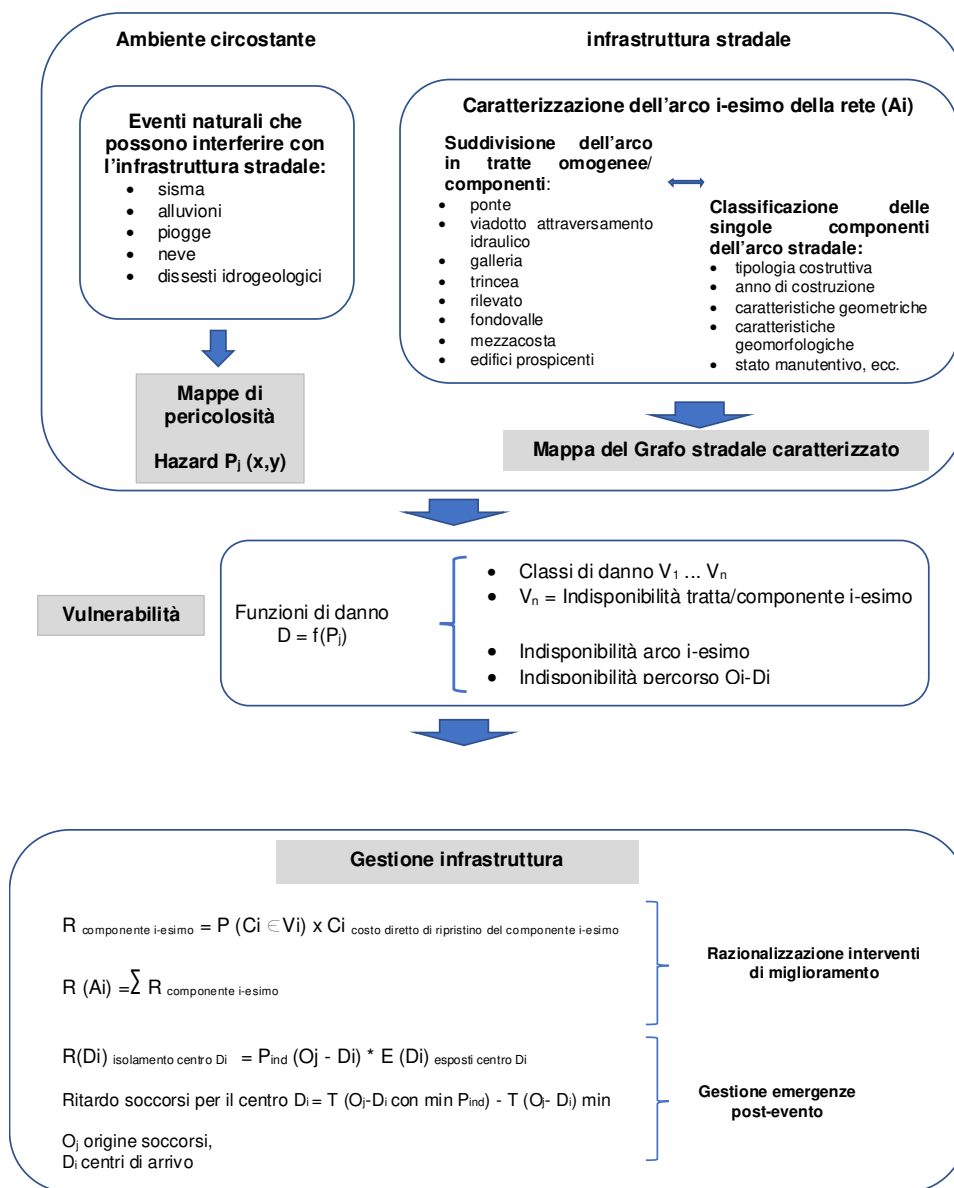 Ambiente circostante
infrastruttura stradale
Eventi naturali che
possono interferire con
l'infrastruttura stradale:
• sisma
• alluvioni
• piogge
• neve
• dissesti idrogeologici
Mappe di
pericolosità
Hazard Pj (x,y)
Caratterizzazione dell'arco i-esimo della rete (Ai)
Suddivisione dell'arco
in tratte omogenee/
componenti:
• ponte
• viadotto attraversamento
idraulico
• galleria
• trincea
• rilevato
• fondovalle
• mezzacosta
• edifici prospicenti
Classificazione delle
singole componenti
dell'arco stradale:
• tipologia costruttiva
• anno di costruzione
• caratteristiche geometriche
• caratteristiche
geomorfologiche
• stato manutentivo, ecc.
Mappa del Grafo stradale caratterizzato
Vulnerabilità
Funzioni di danno
D = f(Pj)
• Classi di danno V1 ... Vn
• Vn = Indisponibilità tratta/componente i-esimo
• Indisponibilità arco i-esimo
• Indisponibilità percorso Oi-Di
Gestione infrastruttura
R componente i-esimo = P (Ci ∈ Vi) x Ci costo diretto di ripristino del componente i-esimo
R (Ai) = ∑ R componente i-esimo
Razionalizzazione interventi
di miglioramento
R(Di) isolamento centro Di = Pind (Oj - Di) * E (Di) esposti centro Di
Ritardo soccorsi per il centro Di = T (Oj-Di con min Pind) - T (Oj- Di) min
Oj origine soccorsi,
Di centri di arrivo
Gestione emergenze
post-evento